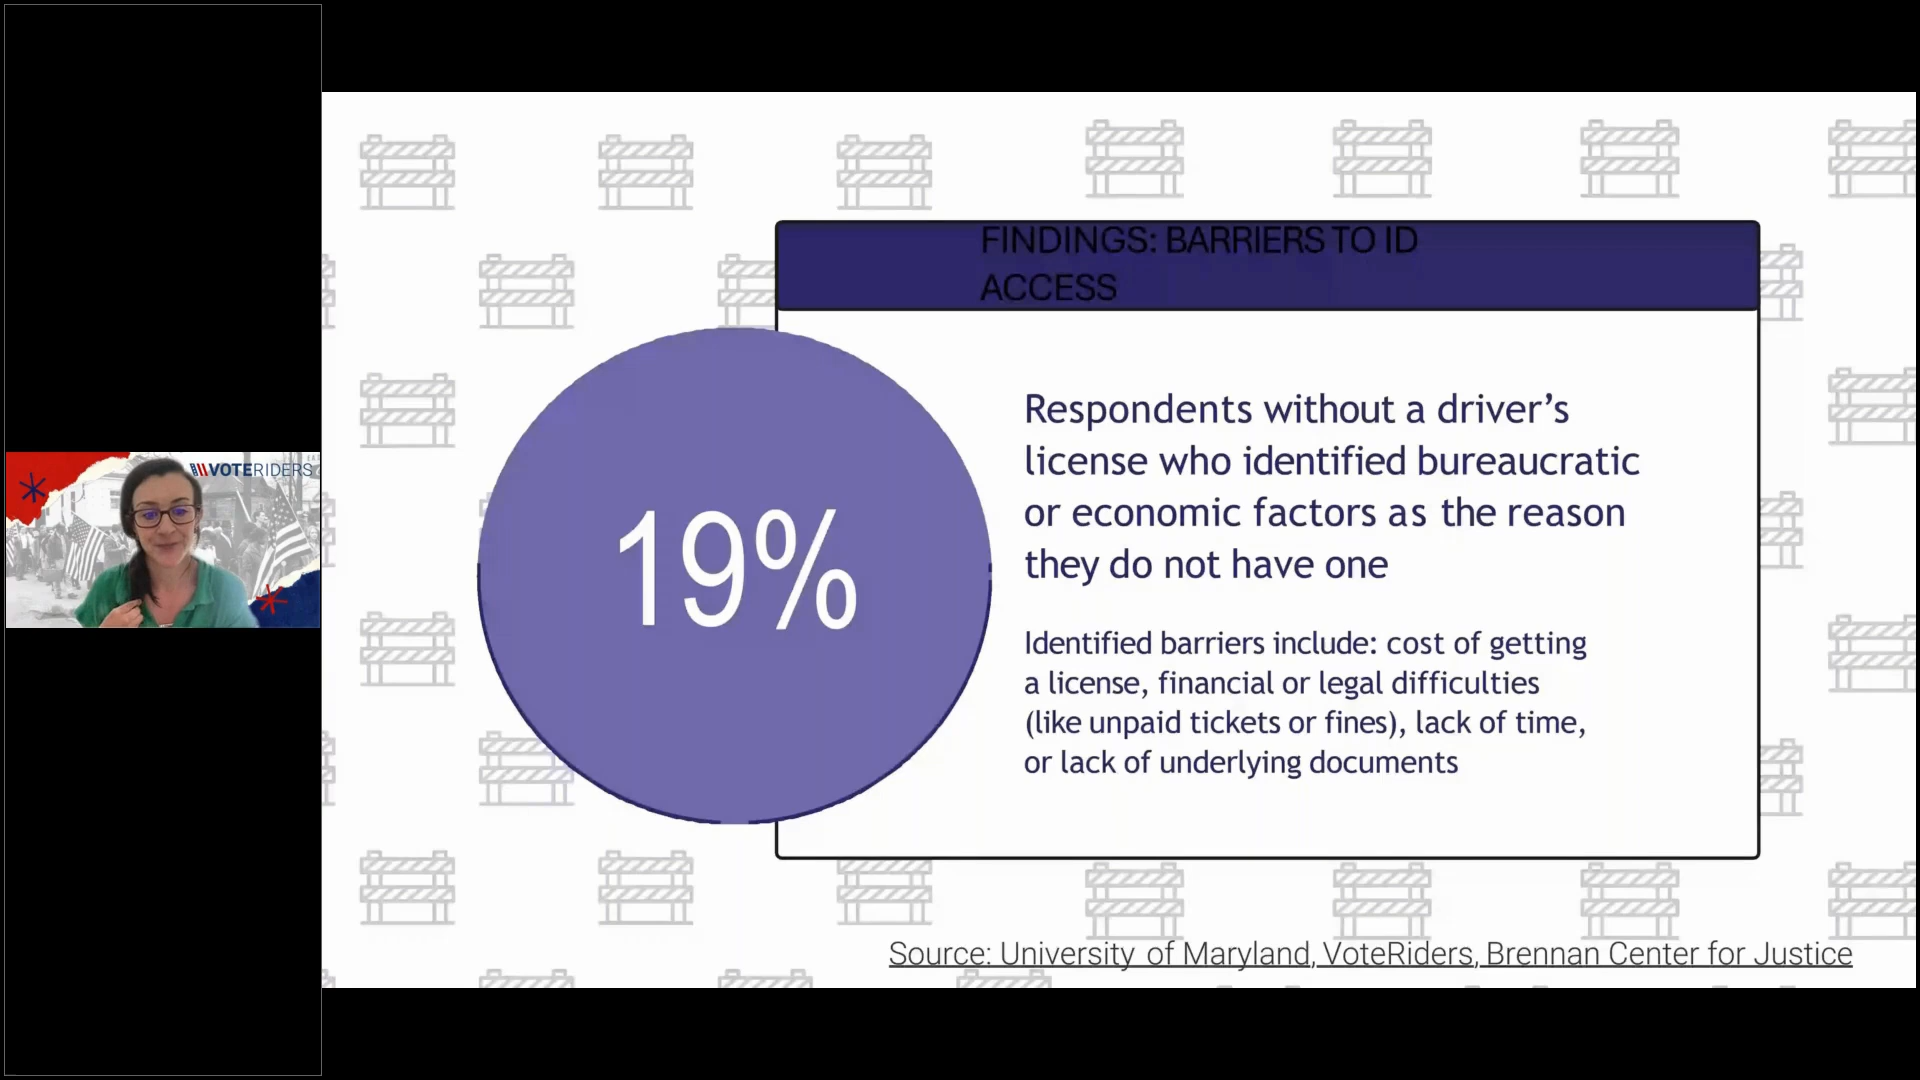 VOTERIDERS
FINDINGS: BARRIERS TO ID
ACCESS
19%
Respondents without a driver’s
license who identified bureaucratic
or economic factors as the reason
they do not have one
Identified barriers include: cost of getting
a license, financial or legal difficulties
(like unpaid tickets or fines), lack of time,
or lack of underlying documents
Source: University of Maryland, VoteRiders, Brennan Center for Justice